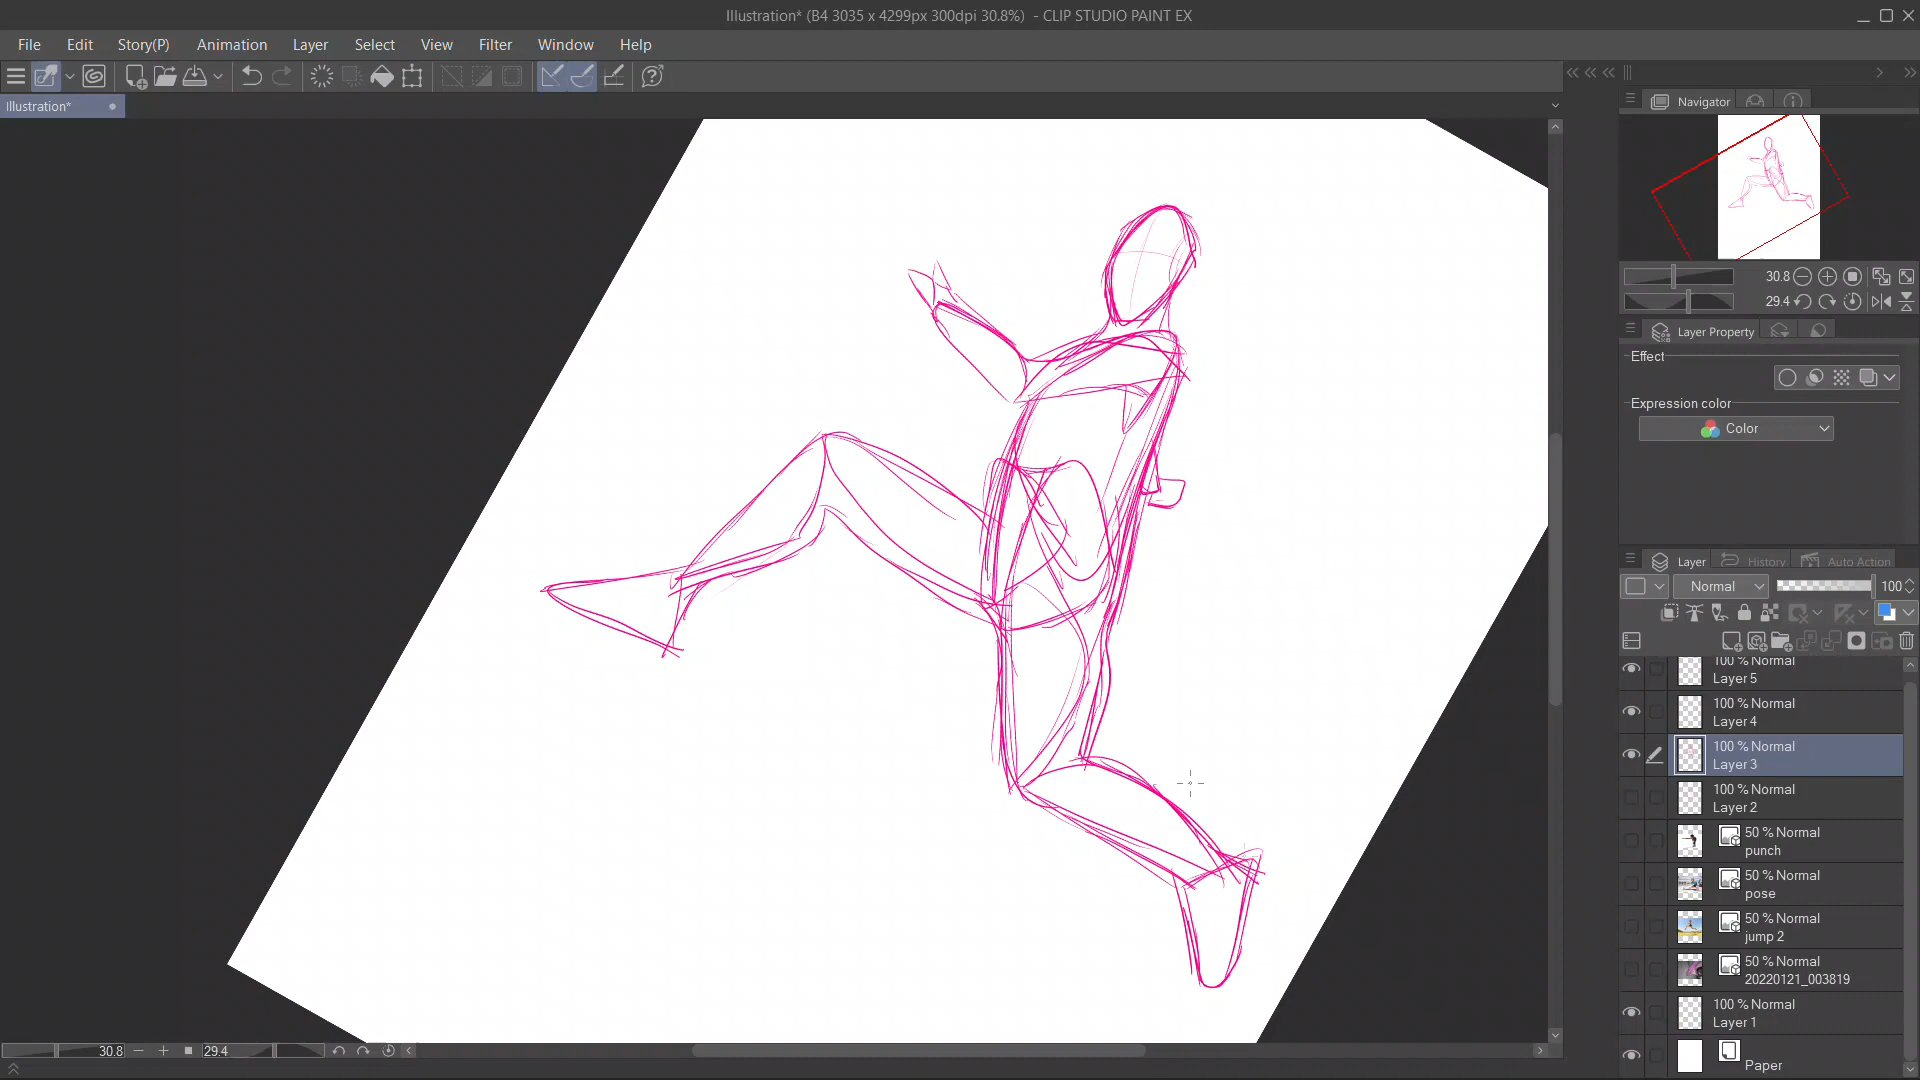 Illustration* (B4 3035 x 4299px 300dpi 30.8%)  - CLIP STUDIO PAINT EX
File Edit Story(P) Animation Layer Select View Filter Window Help
Illustration*
Navigator
30.8
29.4
Layer Property
Effect
Expression color
Color
Layer History Auto Action
Normal 100
100 % Normal
Layer 5
100 % Normal
Layer 4
100 % Normal
Layer 3
100 % Normal
Layer 2
50 % Normal
punch
50 % Normal
pose
50 % Normal
jump 2
50 % Normal
20220121_003819
100 % Normal
Layer 1
Paper
30.8 29.4